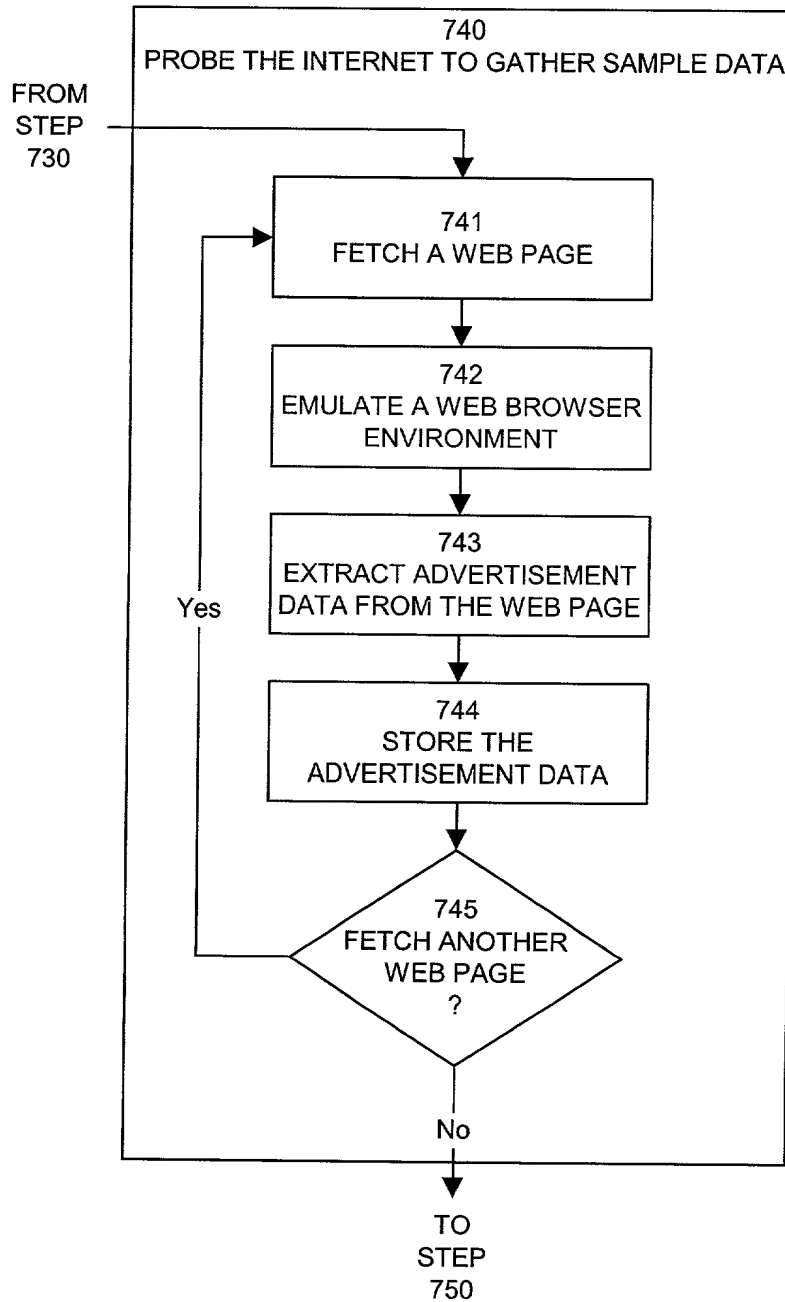 740
PROBE THE INTERNET TO GATHER SAMPLE DATA
FROM
STEP
730
741
FETCH A WEB PAGE
742
EMULATE A WEB BROWSER
ENVIRONMENT
743
EXTRACT ADVERTISEMENT
DATA FROM THE WEB PAGE
Yes
744
STORE THE
ADVERTISEMENT DATA
745
FETCH ANOTHER
WEB PAGE
?
No
TO
STEP
750